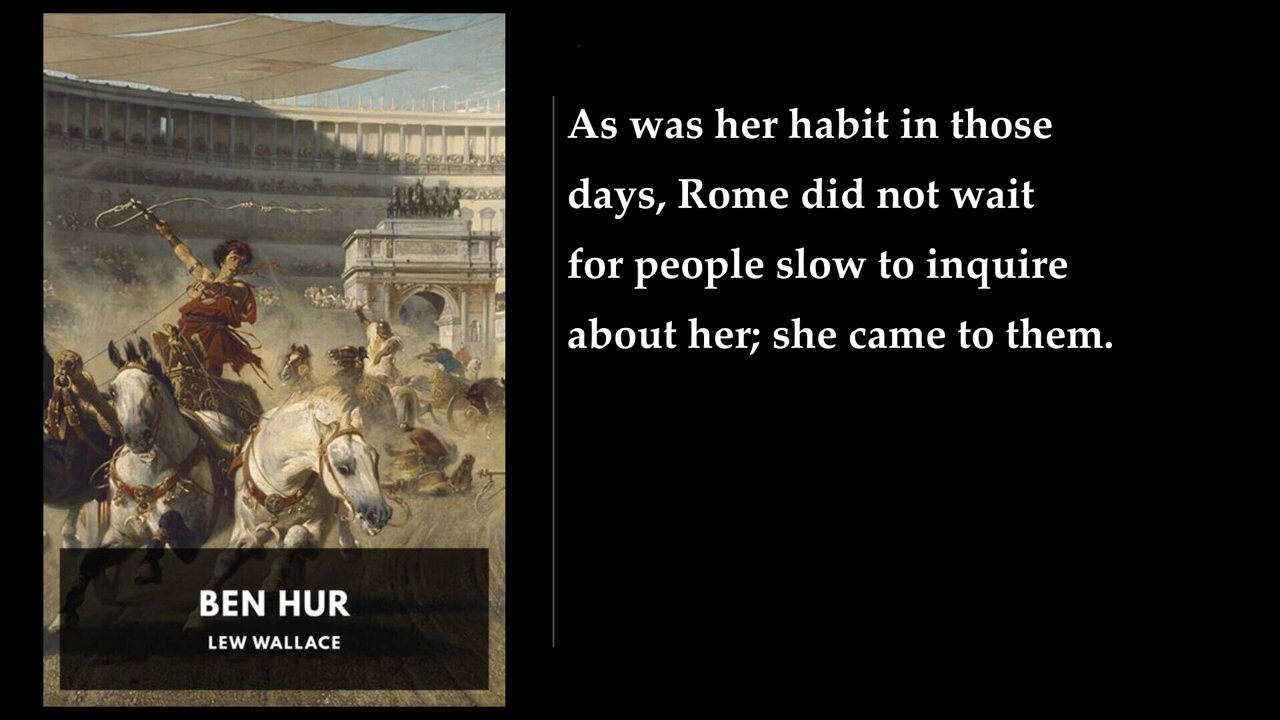 As was her habit in those
days, Rome did not wait
for people slow to inquire
about her; she came to them.
BEN HUR
LEW WALLACE